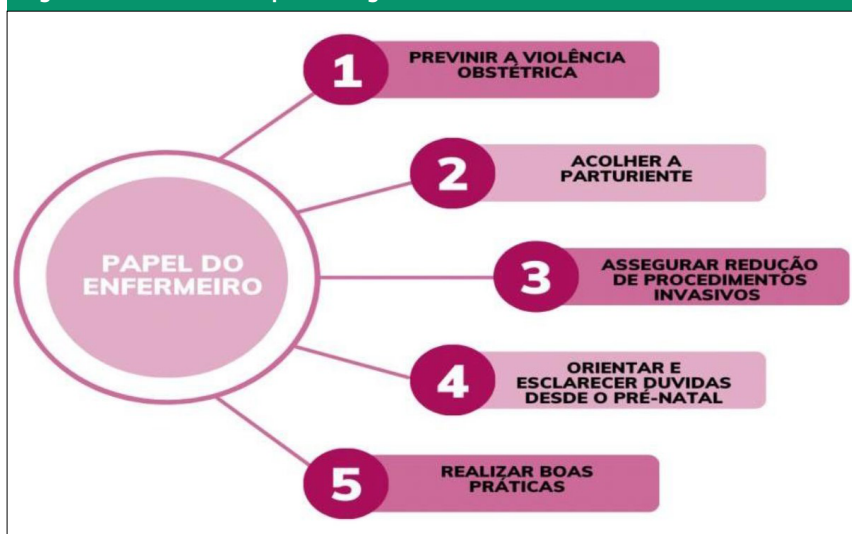 PAPEL DO
ENFERMEIRO
1
PREVINIR A VIOLÊNCIA
OBSTÉTRICA
2
ACOLHER A
PARTURIENTE
3
ASSEGURAR REDUÇÃO
DE PROCEDIMENTOS
INVASIVOS
4
ORIENTAR E
ESCLARECER DUVIDAS
DESDE O PRÉ-NATAL
5
REALIZAR BOAS
PRÁTICAS